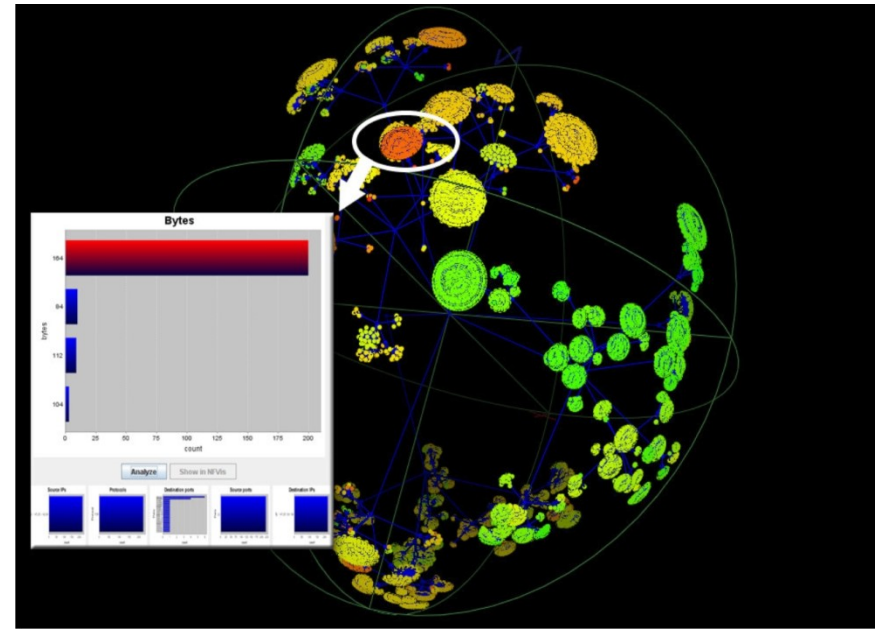 Bytes
164
84
112
104
bytes
0 25 50 75 100 125 150 175 200
count
Analyze Show in NFVis
Source IPs Protocols Destination ports Source ports Destination IPs